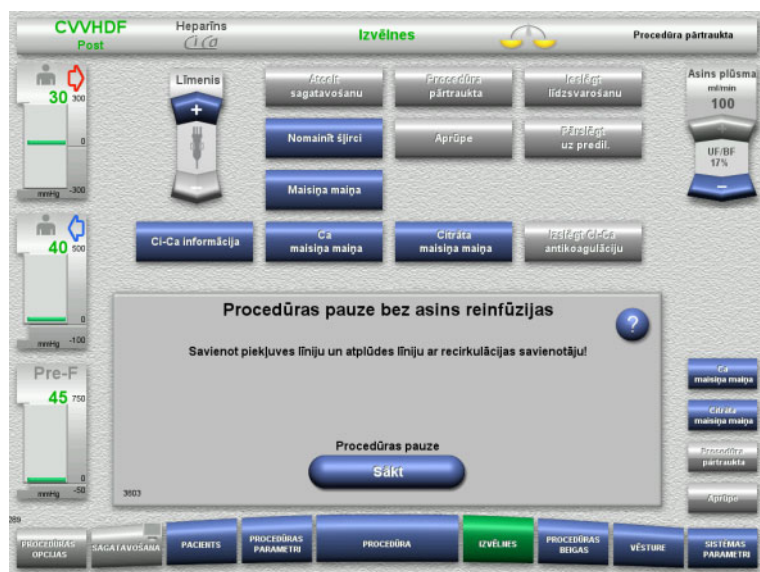 CVVHDF
Post
Heparīns
Ci Ca
Izvēlnes
Procedūra pārtraukta
30
300
0
mmHg -300
Līmenis
+
Atcelt
sagatavošanu
Procedūra
pārtraukta
Ieslēgt
līdzsvarošanu
Nomainīt šļirci
Aprūpe
Pārslēgt
uz predil.
Maisiņa maiņa
Asins plūsma
ml/min
100
+
UF/BF
17%
–
40
500
0
mmHg -100
Ci-Ca informācija
Ca
maisiņa maiņa
Citrāta
maisiņa maiņa
Izslēgt Ci-Ca
antikoagulāciju
Procedūras pauze bez asins reinfūzijas
?
Savienot piekļuves līniju un atplūdes līniju ar recirkulācijas savienotāju!
Procedūras pauze
Sākt
3603
Pre-F
45
750
0
mmHg -50
Ca
maisiņa maiņa
Citrāta
maisiņa maiņa
Procedūra
pārtraukta
Aprūpe
PROCEDŪRAS
OPCIJAS
SAGATAVOŠANA
PACIENTS
PROCEDŪRAS
PARAMETRI
PROCEDŪRA
IZVĒLNES
PROCEDŪRAS
BEIGAS
VĒSTURE
SISTĒMAS
PARAMETRI